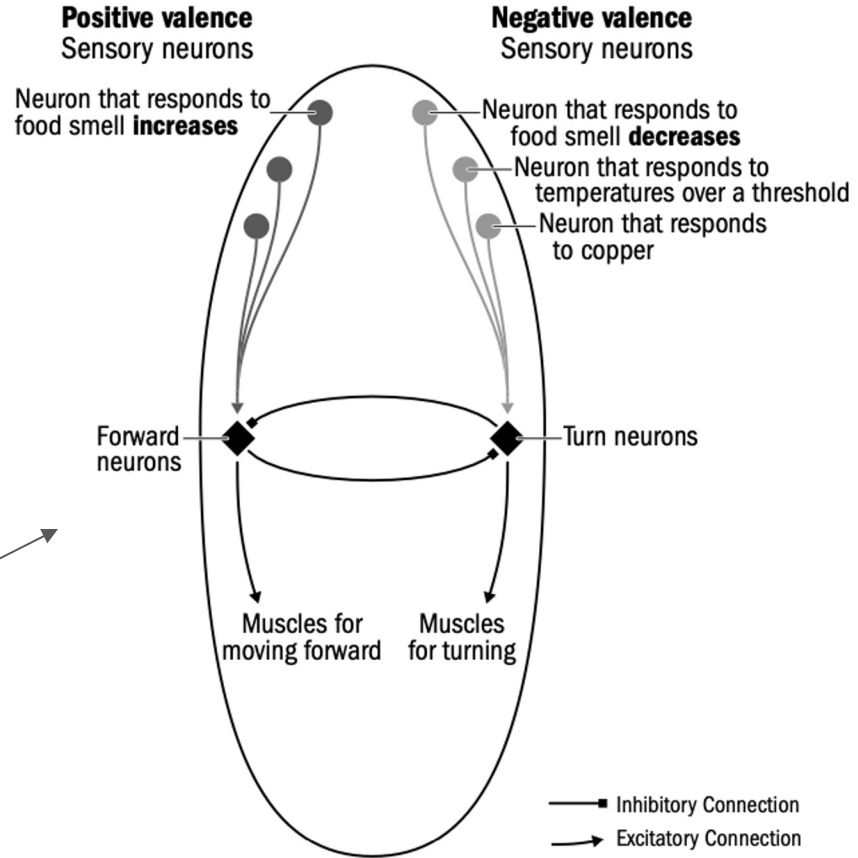 Positive valence
Sensory neurons
Negative valence
Sensory neurons
Neuron that responds to
food smell increases
Neuron that responds to
food smell decreases
Neuron that responds to
temperatures over a threshold
Neuron that responds
to copper
Forward
neurons
Turn neurons
Muscles for
moving forward
Muscles
for turning
Inhibitory Connection
Excitatory Connection